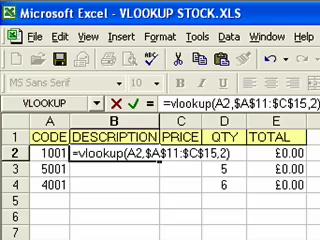 Microsoft Excel - VLOOKUP STOCK.XLS
File Edit View Insert Format Tools Data Window Help
MS Sans Serif 10 B
VLOOKUP =vlookup(A2,$A$11:$C$15,2)
A B C D E
1 CODE DESCRIPTION PRICE QTY TOTAL
2 1001 =vlookup(A2,$A$11:$C$15,2) £0.00
3 5001 5 £0.00
4 4001 6 £0.00
5
6